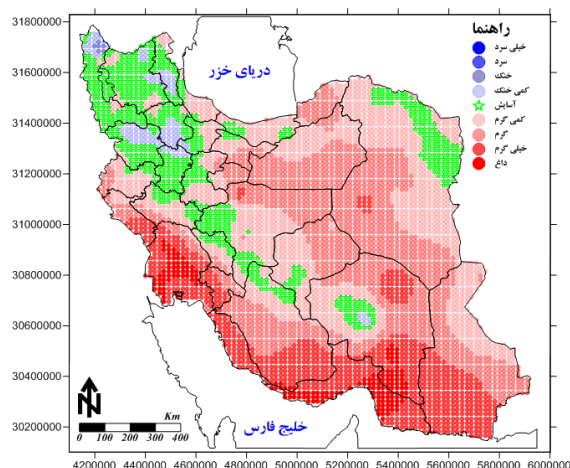 راهنما
خیلی سرد
سرد
خنک
کمی خنک
آسایش
کمی گرم
گرم
خیلی گرم
داغ
دریای خزر
خلیج فارس
N
Km
0 100 200 300 400
31800000
31600000
31400000
31200000
31000000
30800000
30600000
30400000
30200000
4200000 4400000 4600000 4800000 5000000 5200000 5400000 5600000 5800000 6000000